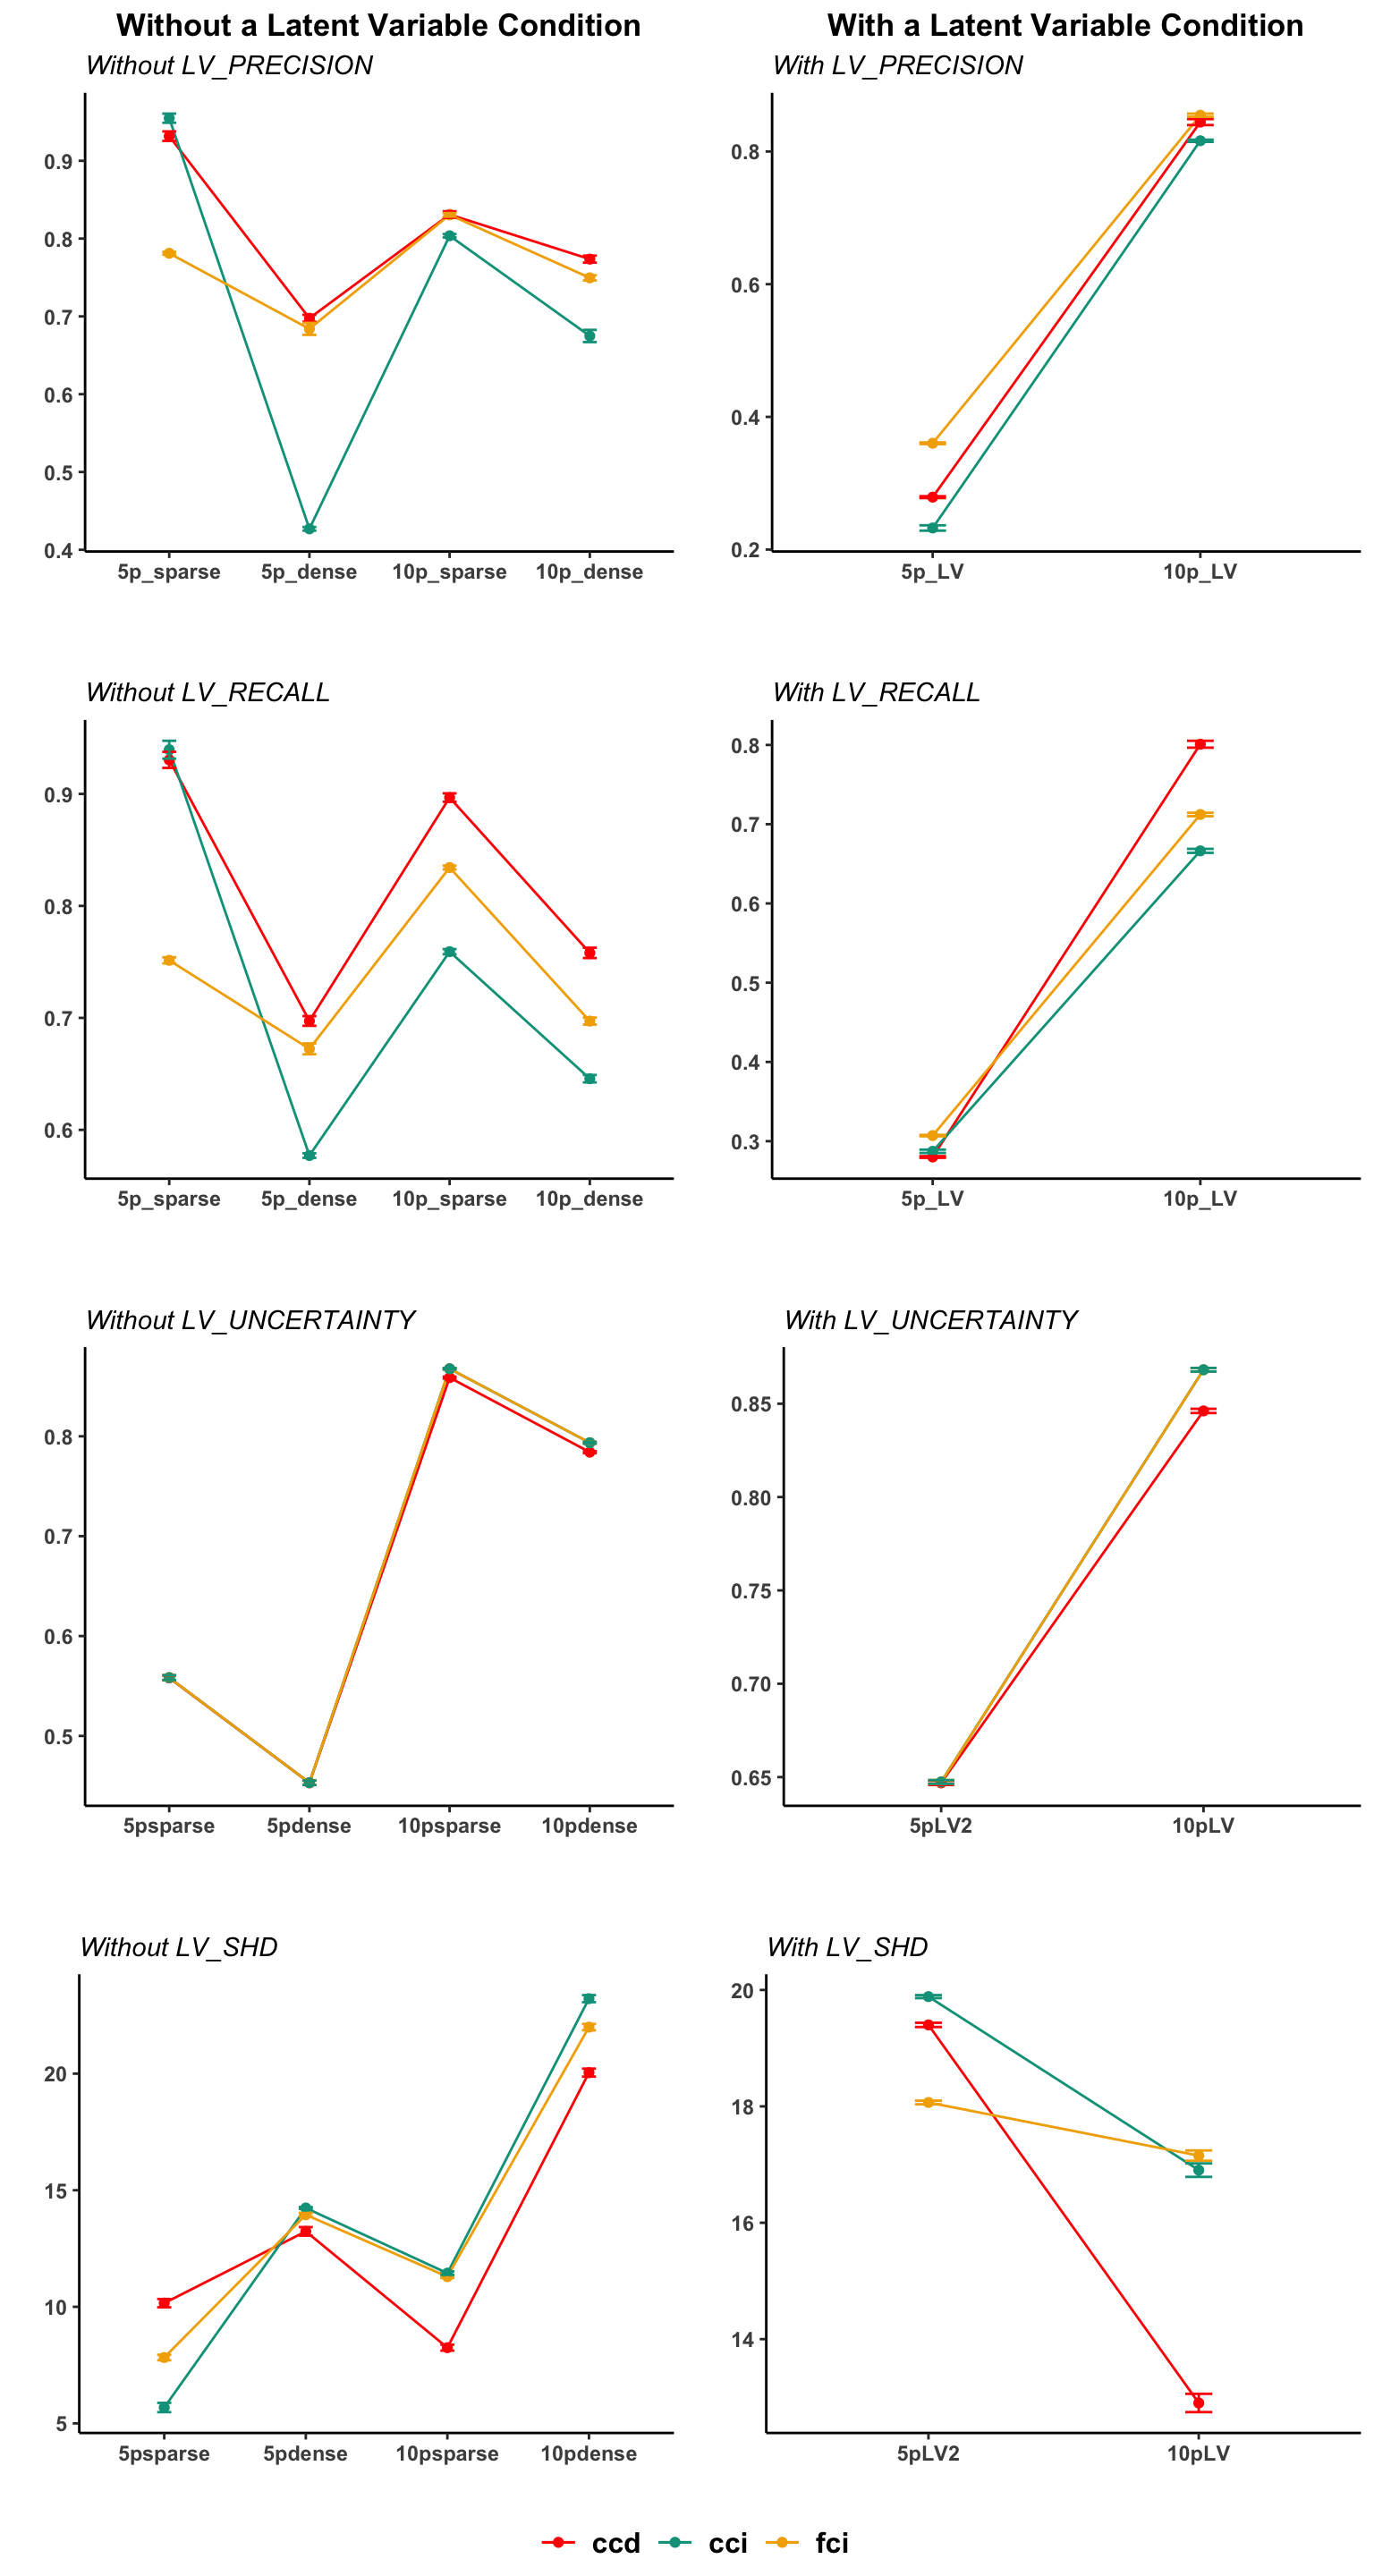 Without a Latent Variable Condition
With a Latent Variable Condition
Without LV_PRECISION
With LV_PRECISION
0.9
0.8
0.7
0.6
0.5
0.4
5p_sparse 5p_dense 10p_sparse 10p_dense
0.8
0.6
0.4
0.2
5p_LV 10p_LV
Without LV_RECALL
With LV_RECALL
0.9
0.8
0.7
0.6
5p_sparse 5p_dense 10p_sparse 10p_dense
0.8
0.7
0.6
0.5
0.4
0.3
5p_LV 10p_LV
Without LV_UNCERTAINTY
With LV_UNCERTAINTY
0.8
0.7
0.6
0.5
5psparse 5pdense 10psparse 10pdense
0.85
0.80
0.75
0.70
0.65
5pLV2 10pLV
Without LV_SHD
With LV_SHD
20
15
10
5
5psparse 5pdense 10psparse 10pdense
20
18
16
14
5pLV2 10pLV
ccd cci fci